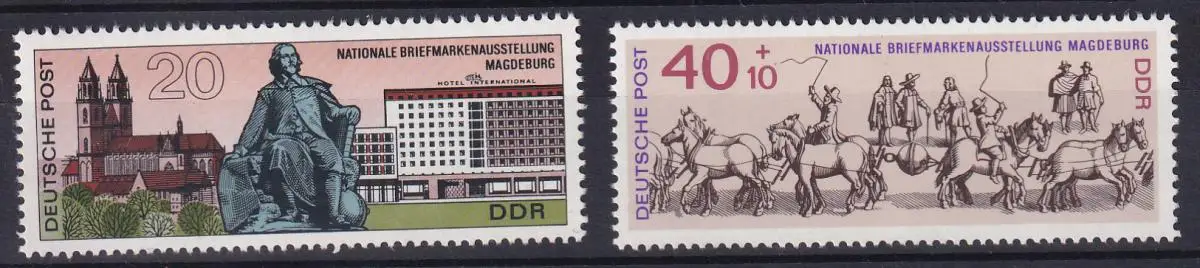 DEUTSCHE POST
20
NATIONALE BRIEFMARKENAUSSTELLUNG
MAGDEBURG
HOTEL INTERNATIONAL
DDR
DEUTSCHE POST
40+10
NATIONALE BRIEFMARKENAUSSTELLUNG MAGDEBURG
DDR